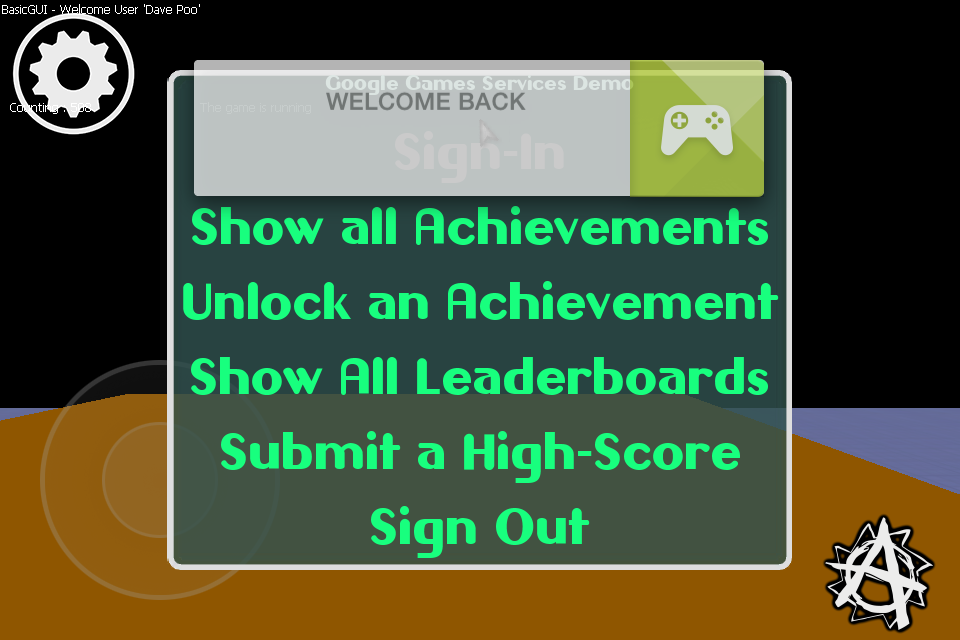 BasicGUI - Welcome User 'Dave Poo'
Google Games Services Demo
WELCOME BACK
Counting :
The game is running
Sign-In
Show all Achievements
Unlock an Achievement
Show All Leaderboards
Submit a High-Score
Sign Out